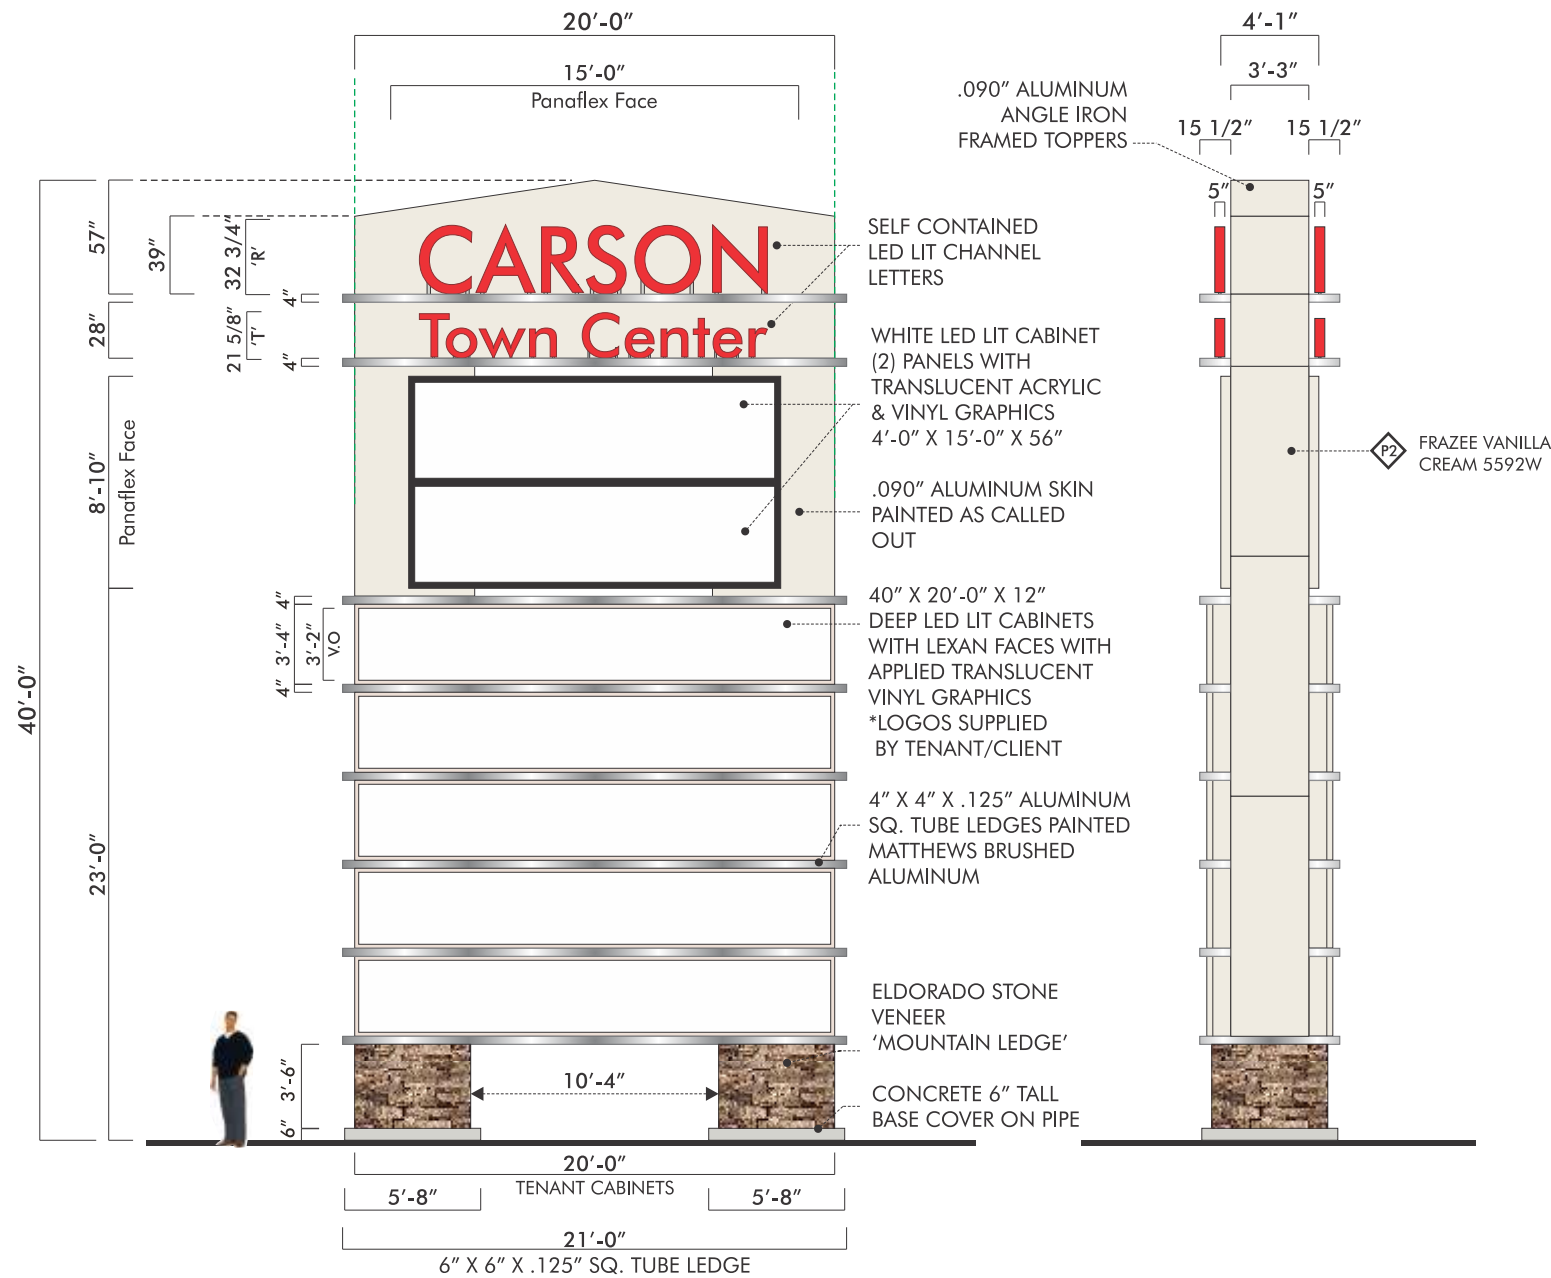 20'-0"
15'-0"
Panaflex Face
4'-1"
3'-3"
15 1/2"
15 1/2"
5"
5"
.090" ALUMINUM
ANGLE IRON
FRAMED TOPPERS
40'-0"
57"
39"
32 3/4"
'R'
4"
28"
21 5/8"
'T'
4"
8'-10"
Panaflex Face
23'-0"
4"
3'-4"
3'-2"
V.O
4"
3'-6"
6"
CARSON
Town Center
SELF CONTAINED
LED LIT CHANNEL
LETTERS
WHITE LED LIT CABINET
(2) PANELS WITH
TRANSLUCENT ACRYLIC
& VINYL GRAPHICS
4'-0" X 15'-0" X 56"
.090" ALUMINUM SKIN
PAINTED AS CALLED
OUT
40" X 20'-0" X 12"
DEEP LED LIT CABINETS
WITH LEXAN FACES WITH
APPLIED TRANSLUCENT
VINYL GRAPHICS
*LOGOS SUPPLIED
BY TENANT/CLIENT
4" X 4" X .125" ALUMINUM
SQ. TUBE LEDGES PAINTED
MATTHEWS BRUSHED
ALUMINUM
ELDORADO STONE
VENEER
'MOUNTAIN LEDGE'
CONCRETE 6" TALL
BASE COVER ON PIPE
P2
FRAZEE VANILLA
CREAM 5592W
10'-4"
20'-0"
TENANT CABINETS
5'-8"
5'-8"
21'-0"
6" X 6" X .125" SQ. TUBE LEDGE